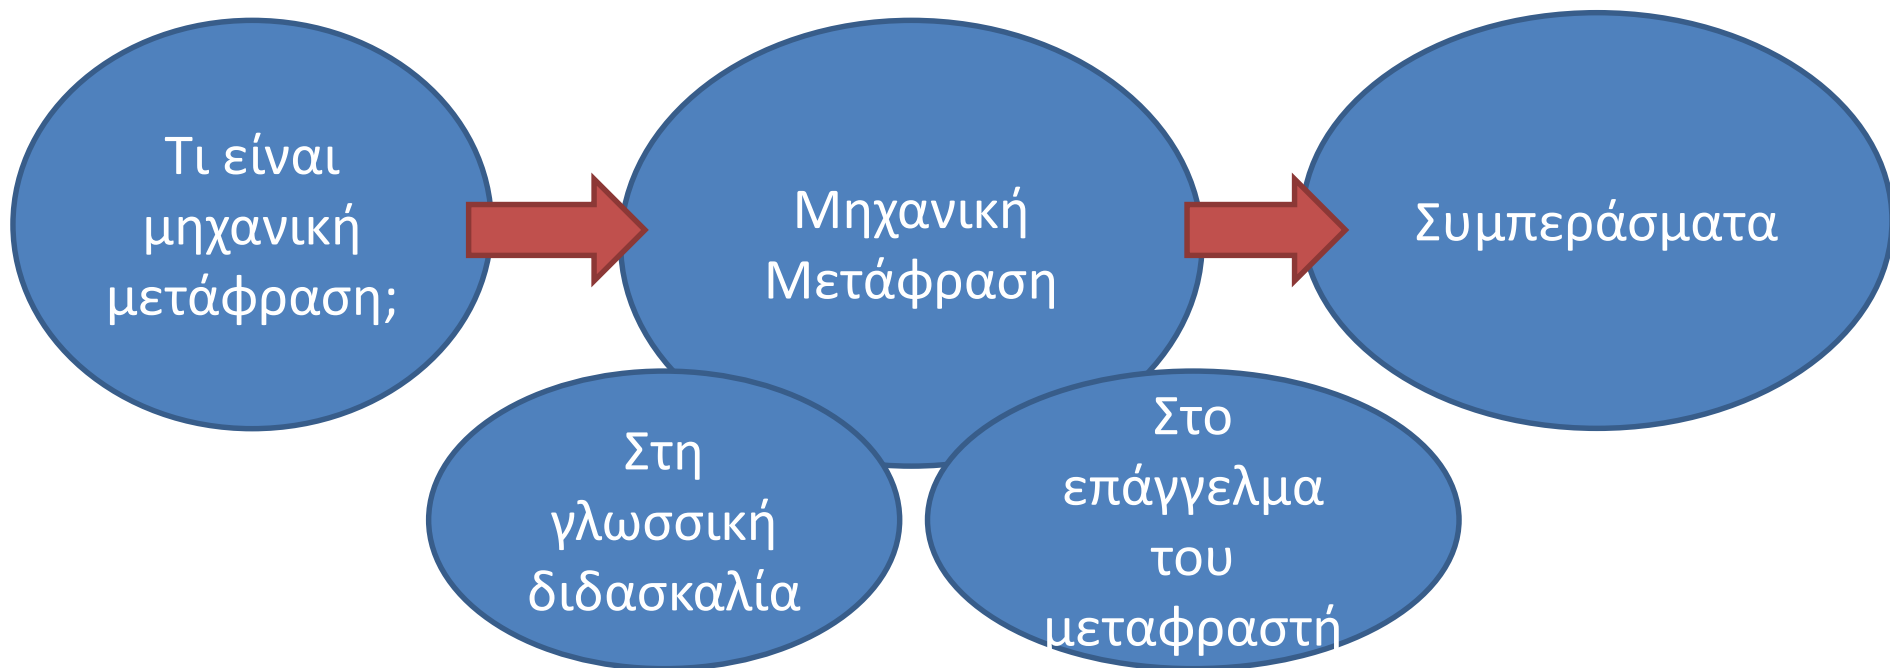 Τι είναι
μηχανική
μετάφραση;
Μηχανική
Μετάφραση
Συμπεράσματα
Στη
γλωσσική
διδασκαλία
Στο
επάγγελμα
του
μεταφραστή